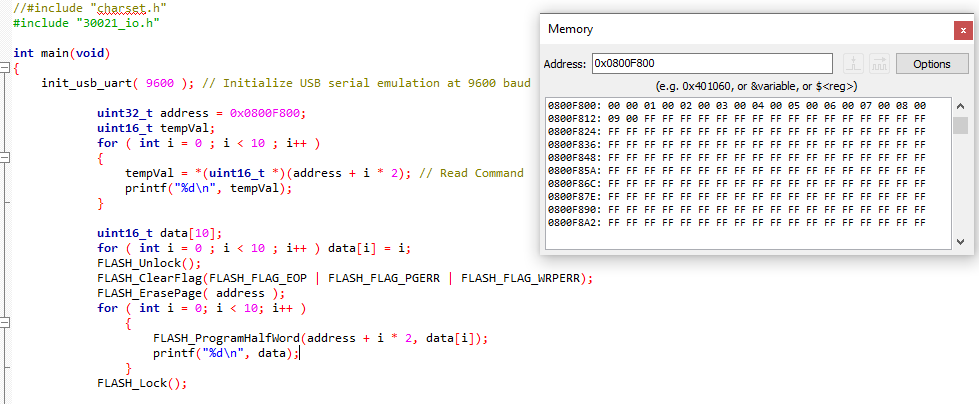 //#include "charset.h"
#include "30021_io.h"
int main(void)
{
init_usb_uart( 9600 ); // Initialize USB serial emulation at 9600 baud
uint32_t address = 0x0800F800;
uint16_t tempVal;
for ( int i = 0 ; i < 10 ; i++ )
{
tempVal = *(uint16_t *)(address + i * 2); // Read Command
printf("%d\n", tempVal);
}
uint16_t data[10];
for ( int i = 0 ; i < 10 ; i++ ) data[i] = i;
FLASH_Unlock();
FLASH_ClearFlag(FLASH_FLAG_EOP | FLASH_FLAG_PGERR | FLASH_FLAG_WRPERR);
FLASH_ErasePage( address );
for ( int i = 0; i < 10; i++ )
{
FLASH_ProgramHalfWord(address + i * 2, data[i]);
printf("%d\n", data);
}
FLASH_Lock();
Memory
x
Address: 0x0800F800 Options
(e.g. 0x401060, or &variable, or $<reg>)
0800F800: 00 00 01 00 02 00 03 00 04 00 05 00 06 00 07 00 08 00
0800F812: 09 00 FF FF FF FF FF FF FF FF FF FF FF FF FF FF FF FF
0800F824: FF FF FF FF FF FF FF FF FF FF FF FF FF FF FF FF FF FF
0800F836: FF FF FF FF FF FF FF FF FF FF FF FF FF FF FF FF FF FF
0800F848: FF FF FF FF FF FF FF FF FF FF FF FF FF FF FF FF FF FF
0800F85A: FF FF FF FF FF FF FF FF FF FF FF FF FF FF FF FF FF FF
0800F86C: FF FF FF FF FF FF FF FF FF FF FF FF FF FF FF FF FF FF
0800F87E: FF FF FF FF FF FF FF FF FF FF FF FF FF FF FF FF FF FF
0800F890: FF FF FF FF FF FF FF FF FF FF FF FF FF FF FF FF FF FF
0800F8A2: FF FF FF FF FF FF FF FF FF FF FF FF FF FF FF FF FF FF